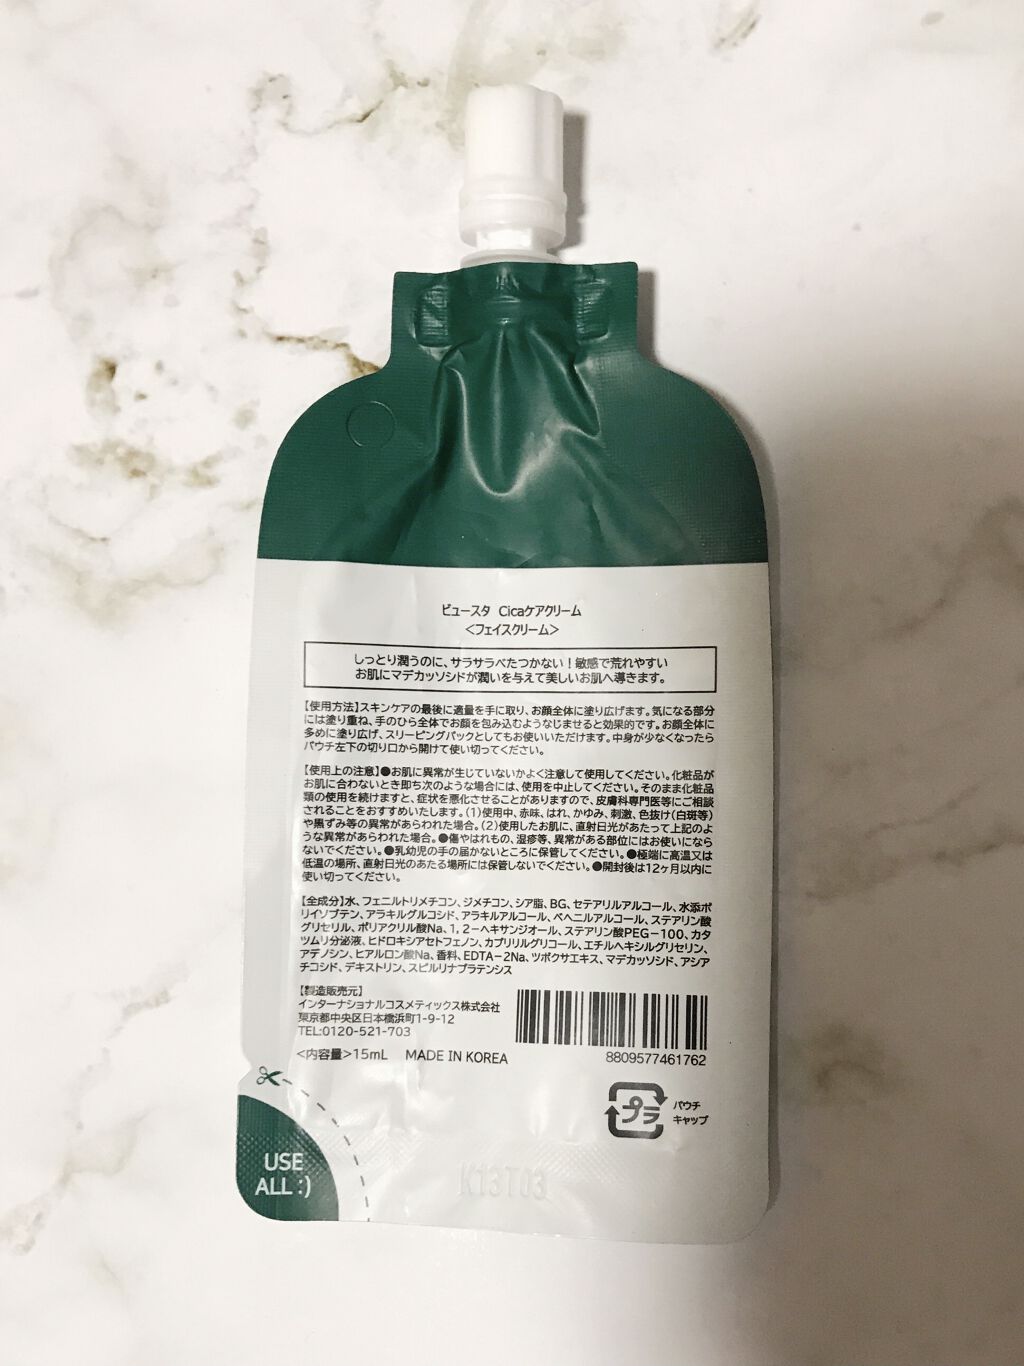 ビュースタ Cicaケアクリーム
＜フェイスクリーム＞
しっとり潤うのに、サラサラべたつかない！敏感で荒れやすい
お肌にマデカッソシドが潤いを与えて美しいお肌へ導きます。
【使用方法】スキンケアの最後に適量を手に取り、お顔全体に塗り広げます。気になる部分
には塗り重ね、手のひら全体でお顔を包み込むようなじませると効果的です。お顔全体に
多めに塗り広げ、スリーピングパックとしてもお使いいただけます。中身が少なくなったら
パウチ左下の切り口から開けて使い切ってください。
【使用上の注意】●お肌に異常が生じていないかよく注意して使用してください。化粧品が
お肌に合わないとき即ち次のような場合には、使用を中止してください。そのまま化粧品
類の使用を続けますと、症状を悪化させることがありますので、皮膚科専門医等にご相談
されることをおすすめいたします。(1)使用中、赤味、はれ、かゆみ、刺激、色抜け(白斑等)
や黒ずみ等の異常があらわれた場合。(2)使用したお肌に、直射日光があたって上記のよ
うな異常があらわれた場合。●傷やはれもの、湿疹等、異常がある部位にはお使いになら
ないでください。●乳幼児の手の届かないところに保管してください。●極端に高温又は
低温の場所、直射日光のあたる場所には保管しないでください。●開封後は12ヶ月以内に
使い切ってください。
【全成分】水、フェニルトリメチコン、ジメチコン、シア脂、BG、セテアリルアルコール、水添ポ
リイソブテン、アラキルグルコシド、アラキルアルコール、ベヘニルアルコール、ステアリン酸
グリセリル、ポリアクリル酸Na、1，2－ヘキサンジオール、ステアリン酸PEG－100、カタ
ツムリ分泌液、ヒドロキシアセトフェノン、カプリリルグリコール、エチルヘキシルグリセリン、
アデノシン、ヒアルロン酸Na、香料、EDTA－2Na、ツボクサエキス、マデカッソシド、アシア
チコシド、デキストリン、スピルリナプラテンシス
【製造販売元】
インターナショナルコスメティックス株式会社
東京都中央区日本橋浜町1-9-12
TEL:0120-521-703
＜内容量＞15mL MADE IN KOREA
8809577461762
プラ
パウチ
キャップ
USE
ALL :)